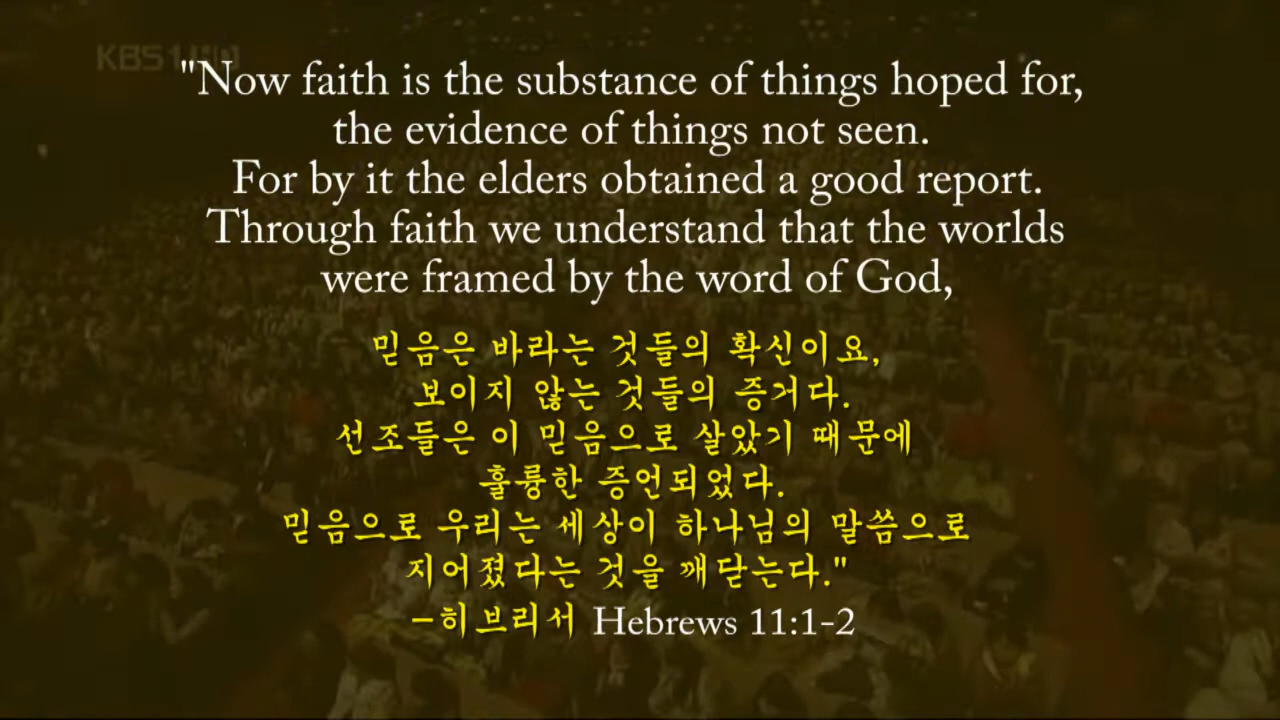 KBS1
"Now faith is the substance of things hoped for,
the evidence of things not seen.
For by it the elders obtained a good report.
Through faith we understand that the worlds
were framed by the word of God,
믿음은 바라는 것들의 확신이요,
보이지 않는 것들의 증거다.
선조들은 이 믿음으로 살았기 때문에
훌륭한 증언되었다.
믿음으로 우리는 세상이 하나님의 말씀으로
지어졌다는 것을 깨닫는다."
-히브리서 Hebrews 11:1-2